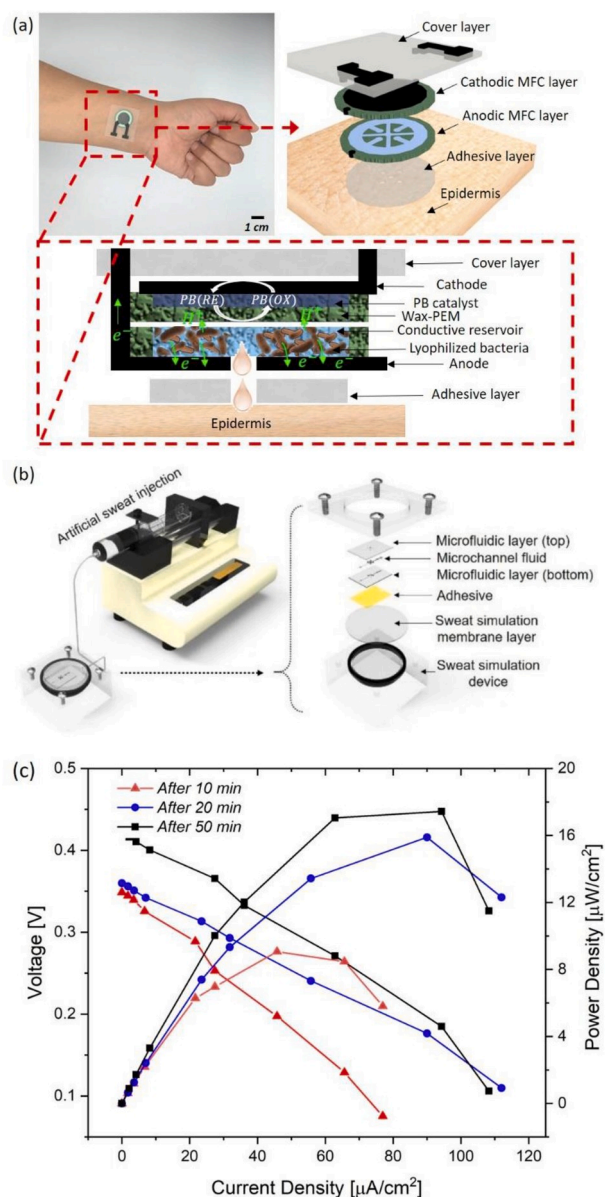 (a)
1 cm
Cover layer
Cathodic MFC layer
Anodic MFC layer
Adhesive layer
Epidermis
Cover layer
Cathode
PB(RE) PB(OX)
PB catalyst
Wax-PEM
H⁺ H⁺
Conductive reservoir
e⁻
Lyophilized bacteria
e⁻ e⁻
Anode
Adhesive layer
Epidermis
(b)
Artificial sweat injection
Microfluidic layer (top)
Microchannel fluid
Microfluidic layer (bottom)
Adhesive
Sweat simulation
membrane layer
Sweat simulation
device
(c)
After 10 min
After 20 min
After 50 min
Voltage [V]
0.5
0.4
0.3
0.2
0.1
Power Density [μW/cm²]
20
16
12
8
4
0
0 20 40 60 80 100 120
Current Density [μA/cm²]